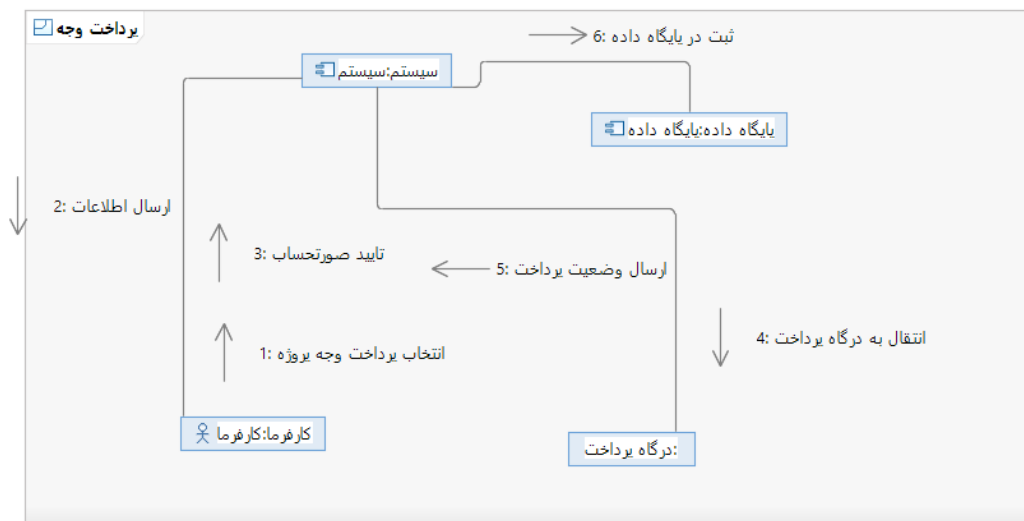 پرداخت وجه
6: ثبت در پایگاه داده
سیستم:سیستم
پایگاه داده:پایگاه داده
2: ارسال اطلاعات
3: تایید صورتحساب
5: ارسال وضعیت پرداخت
4: انتقال به درگاه پرداخت
1: انتخاب پرداخت وجه پروژه
کارفرما:کارفرما
:درگاه پرداخت